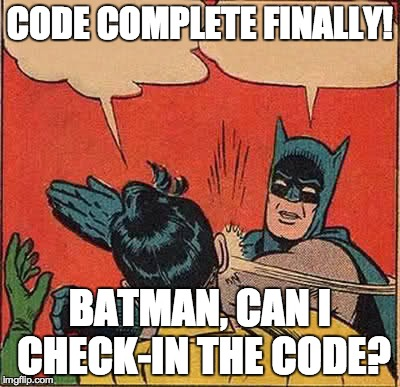 CODE COMPLETE FINALLY!
BATMAN, CAN I
CHECK-IN THE CODE?
imgflip.com